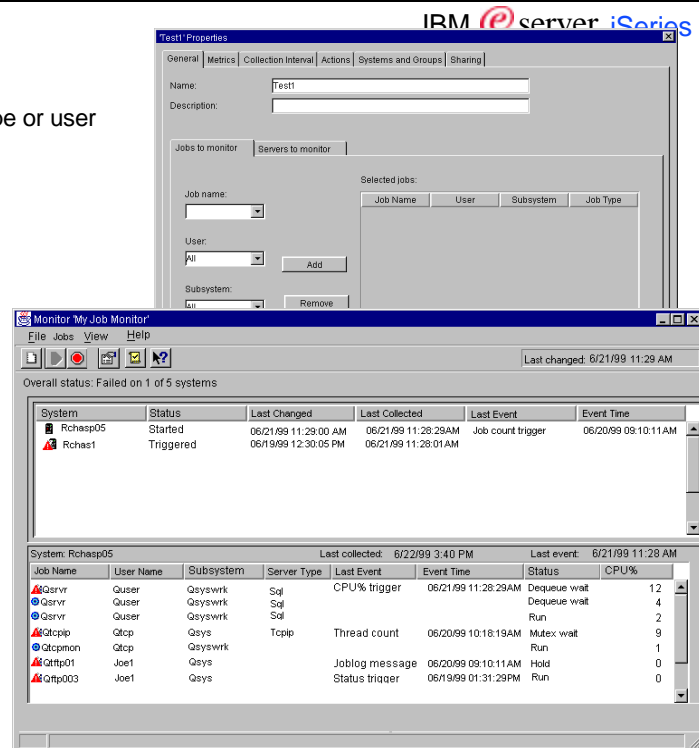 IBM e server iSeries
'Test1' Properties
General Metrics Collection Interval Actions Systems and Groups Sharing
Name: Test1
Description:
be or user
Jobs to monitor Servers to monitor
Selected jobs:
Job name:
Job Name User Subsystem Job Type
User:
All
Add
Subsystem:
All
Remove
Monitor 'My Job Monitor'
File Jobs View Help
Last changed: 6/21/99 11:29 AM
Overall status: Failed on 1 of 5 systems
System Status Last Changed Last Collected Last Event Event Time
Rchasp05 Started 06/21/99 11:29:00 AM 06/21/99 11:28:29AM Job count trigger 06/20/99 09:10:11AM
Rchas1 Triggered 06/19/99 12:30:05 PM 06/21/99 11:28:01AM
System: Rchasp05 Last collected: 6/22/99 3:40 PM Last event: 6/21/99 11:28 AM
Job Name User Name Subsystem Server Type Last Event Event Time Status CPU%
Qsrvr Quser Qsyswrk Sql CPU% trigger 06/21/99 11:28:29AM Dequeue wait 12
Qsrvr Quser Qsyswrk Sql Dequeue wait 4
Qsrvr Quser Qsyswrk Sql Run 2
Qtcpip Qtcp Qsys Tcpip Thread count 06/20/99 10:18:19AM Mutex wait 9
Qtcpmon Qtcp Qsyswrk Run 1
Qtftp01 Joe1 Qsys Joblog message 06/20/99 09:10:11AM Hold 0
Qftp003 Joe1 Qsys Status trigger 06/19/99 01:31:29PM Run 0